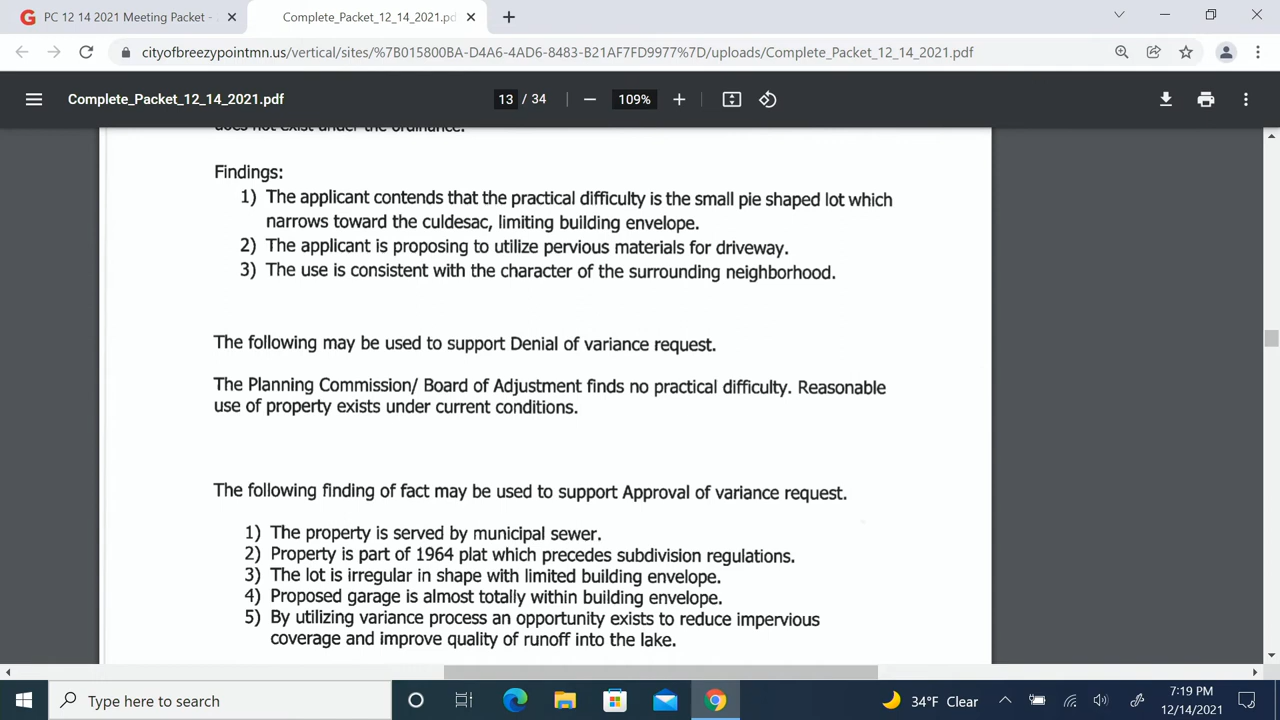 PC 12 14 2021 Meeting Packet -
Complete_Packet_12_14_2021.pd
cityofbreezypointmn.us/vertical/sites/%7B015800BA-D4A6-4AD6-8483-B21AF7FD9977%7D/uploads/Complete_Packet_12_14_2021.pdf
Complete_Packet_12_14_2021.pdf
13 / 34
109%
does not exist under the ordinance.
Findings:
1) The applicant contends that the practical difficulty is the small pie shaped lot which
narrows toward the culdesac, limiting building envelope.
2) The applicant is proposing to utilize pervious materials for driveway.
3) The use is consistent with the character of the surrounding neighborhood.
The following may be used to support Denial of variance request.
The Planning Commission/ Board of Adjustment finds no practical difficulty. Reasonable
use of property exists under current conditions.
The following finding of fact may be used to support Approval of variance request.
1) The property is served by municipal sewer.
2) Property is part of 1964 plat which precedes subdivision regulations.
3) The lot is irregular in shape with limited building envelope.
4) Proposed garage is almost totally within building envelope.
5) By utilizing variance process an opportunity exists to reduce impervious
coverage and improve quality of runoff into the lake.
Type here to search
34°F Clear
7:19 PM
12/14/2021